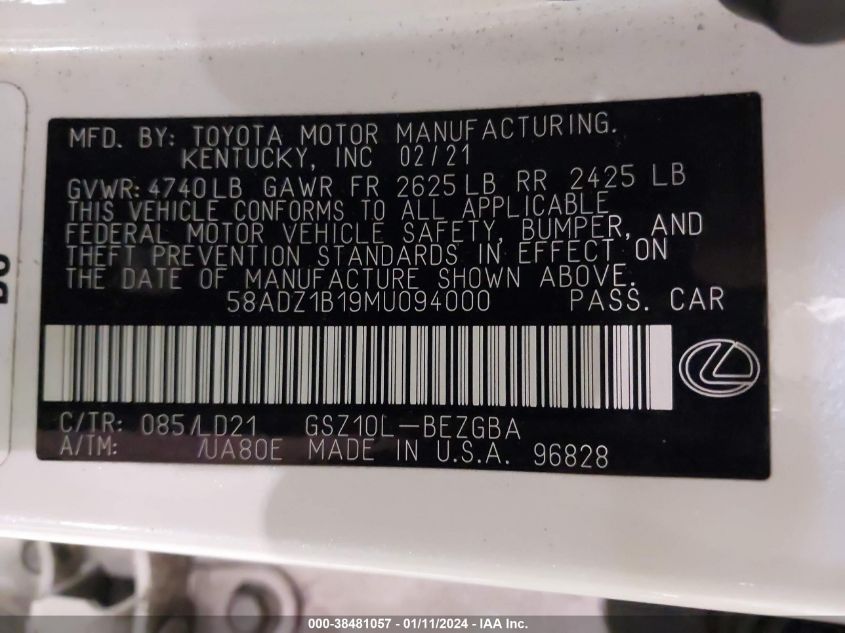 MFD. BY: TOYOTA MOTOR MANUFACTURING.
KENTUCKY, INC 02/21
GVWR: 4740LB GAWR FR 2625LB RR 2425 LB
THIS VEHICLE CONFORMS TO ALL APPLICABLE
FEDERAL MOTOR VEHICLE SAFETY, BUMPER, AND
THEFT PREVENTION STANDARDS IN EFFECT ON
THE DATE OF MANUFACTURE SHOWN ABOVE.
58ADZ1B19MU094000 PASS. CAR
C/TR: 085/LD21 GSZ10L-BEZGBA
A/TM: /UA80E MADE IN U.S.A. 96828
000-38481057 - 01/11/2024 - IAA Inc.